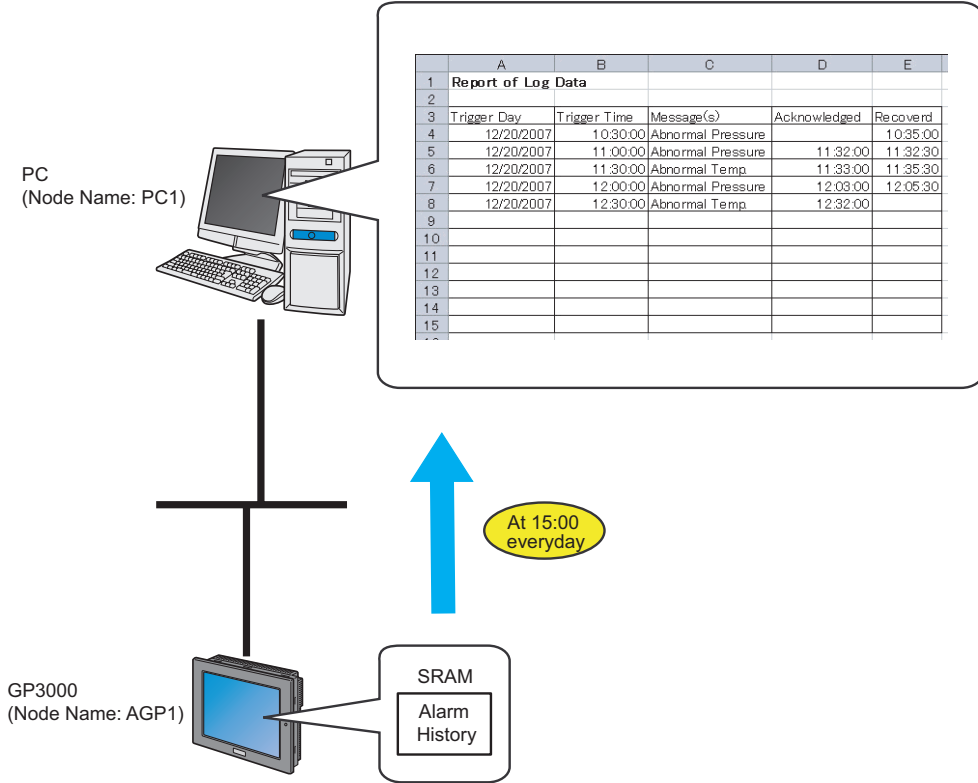 A B C D E
1 Report of Log Data
2
3 Trigger Day Trigger Time Message(s) Acknowledged Recoverd
4 12/20/2007 10:30:00 Abnormal Pressure 10:35:00
5 12/20/2007 11:00:00 Abnormal Pressure 11:32:00 11:32:30
6 12/20/2007 11:30:00 Abnormal Temp. 11:33:00 11:35:30
7 12/20/2007 12:00:00 Abnormal Pressure 12:03:00 12:05:30
8 12/20/2007 12:30:00 Abnormal Temp. 12:32:00
9
10
11
12
13
14
15
PC
(Node Name: PC1)
At 15:00
everyday
GP3000
(Node Name: AGP1)
SRAM
Alarm
History